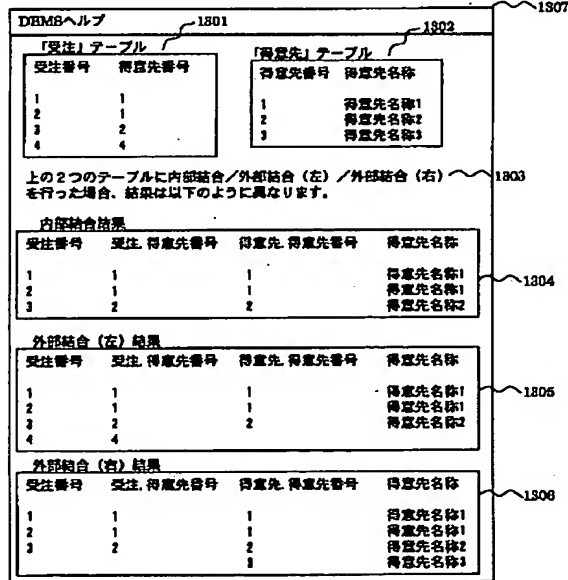 DBMSヘルプ 1301 1302 1307
「受注」テーブル 「得意先」テーブル
受注番号 得意先番号
1 1
2 1
3 2
4 4
得意先番号 得意先名称
1 得意先名称1
2 得意先名称2
3 得意先名称3
上の2つのテーブルに内部結合/外部結合(左)/外部結合(右) 1303
を行った場合、結果は以下のように異なります。
内部結合結果
受注番号 受注.得意先番号 得意先.得意先番号 得意先名称
1 1 1 得意先名称1
2 1 1 得意先名称1
3 2 2 得意先名称2
1304
外部結合(左)結果
受注番号 受注.得意先番号 得意先.得意先番号 得意先名称
1 1 1 得意先名称1
2 1 1 得意先名称1
3 2 2 得意先名称2
4 4
1305
外部結合(右)結果
受注番号 受注.得意先番号 得意先.得意先番号 得意先名称
1 1 1 得意先名称1
2 1 1 得意先名称1
3 2 2 得意先名称2
3 得意先名称3
1306